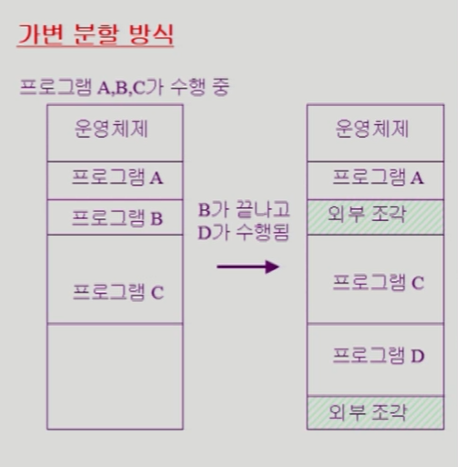 가변 분할 방식
프로그램 A,B,C가 수행 중
운영체제
프로그램 A
프로그램 B
프로그램 C
B가 끝나고
D가 수행됨
운영체제
프로그램 A
외부 조각
프로그램 C
프로그램 D
외부 조각